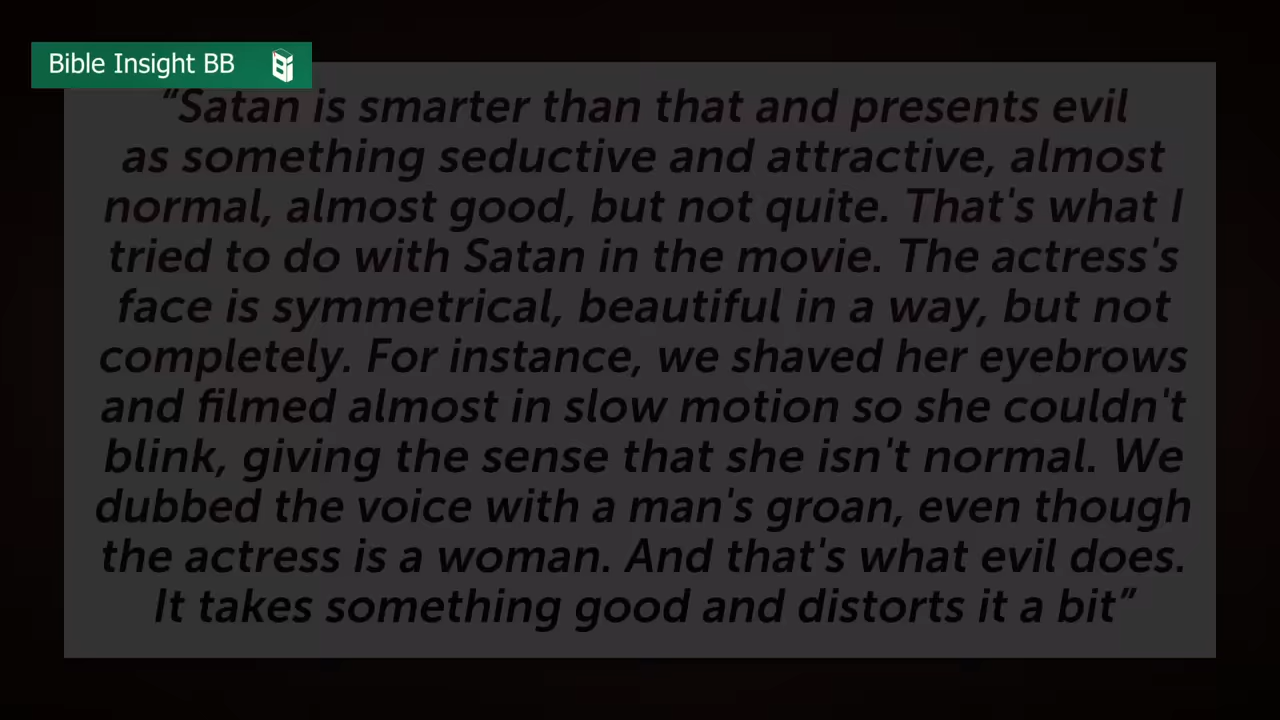 Bible Insight BB
“Satan is smarter than that and presents evil
as something seductive and attractive, almost
normal, almost good, but not quite. That's what I
tried to do with Satan in the movie. The actress's
face is symmetrical, beautiful in a way, but not
completely. For instance, we shaved her eyebrows
and filmed almost in slow motion so she couldn't
blink, giving the sense that she isn't normal. We
dubbed the voice with a man's groan, even though
the actress is a woman. And that's what evil does.
It takes something good and distorts it a bit”